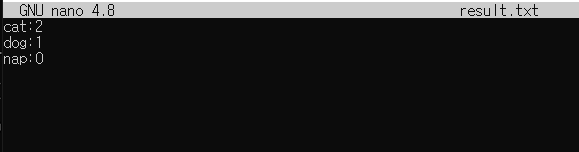 GNU nano 4.8 result.txt
cat:2
dog:1
nap:0